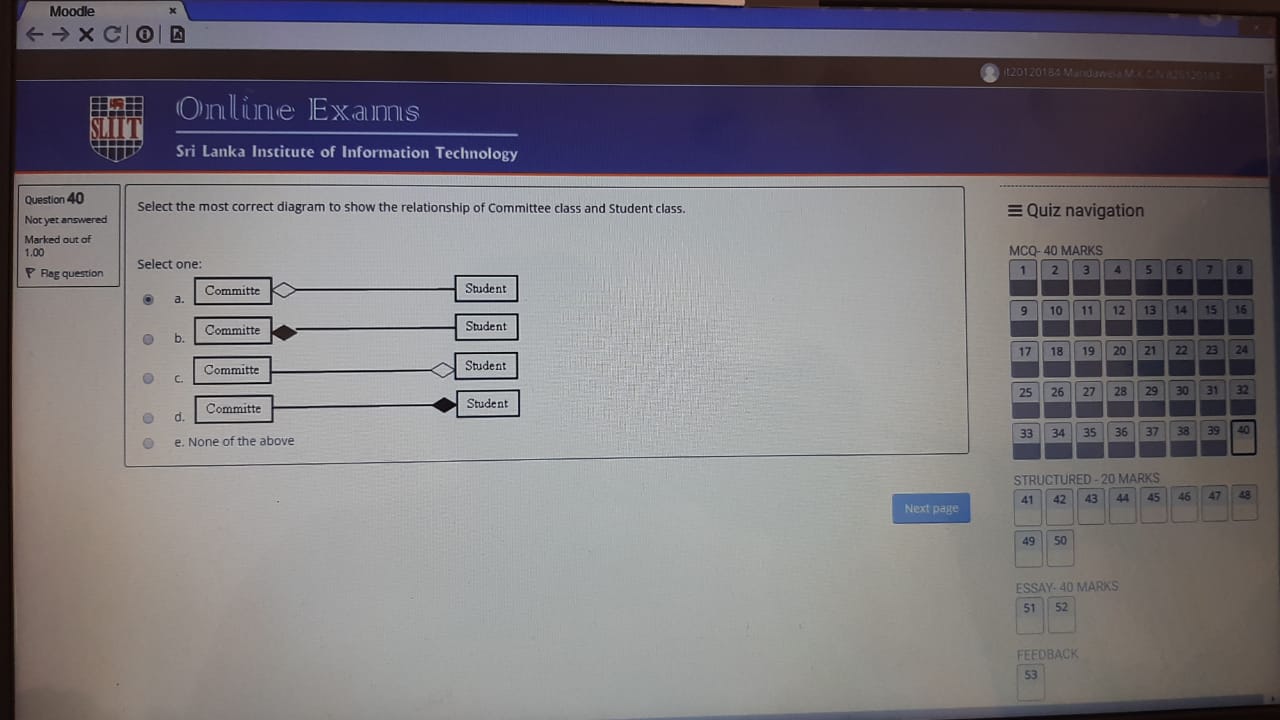 Moodle
Online Exams
SLIIT
Sri Lanka Institute of Information Technology
Question 40
Not yet answered
Marked out of
1.00
Flag question
Select the most correct diagram to show the relationship of Committee class and Student class.
Select one:
a. Committe Student
b. Committe Student
c. Committe Student
d. Committe Student
e. None of the above
Next page
Quiz navigation
MCQ- 40 MARKS
1 2 3 4 5 6 7 8
9 10 11 12 13 14 15 16
17 18 19 20 21 22 23 24
25 26 27 28 29 30 31 32
33 34 35 36 37 38 39 40
STRUCTURED - 20 MARKS
41 42 43 44 45 46 47 48
49 50
ESSAY- 40 MARKS
51 52
FEEDBACK
53